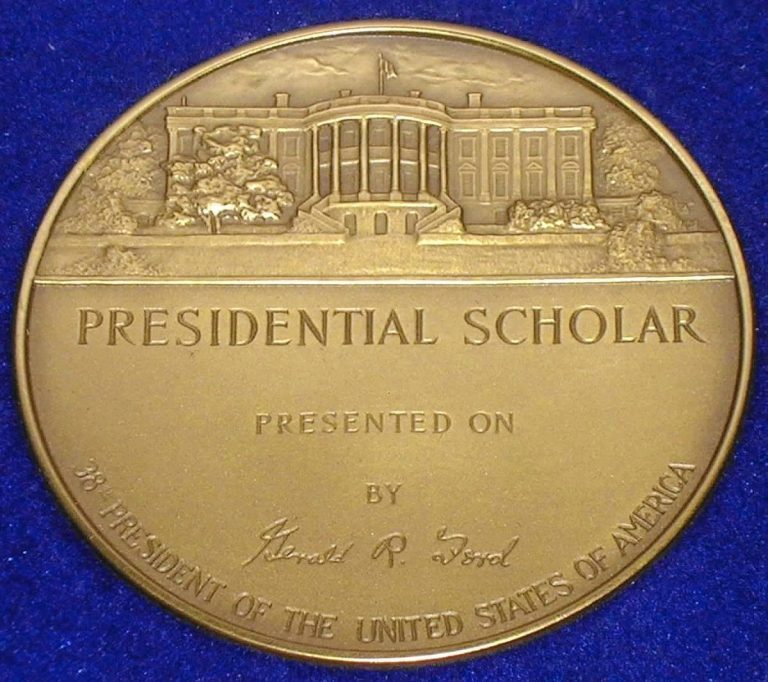 PRESIDENTIAL SCHOLAR
PRESENTED ON
BY
Gerald R. Ford
38th PRESIDENT OF THE UNITED STATES OF AMERICA